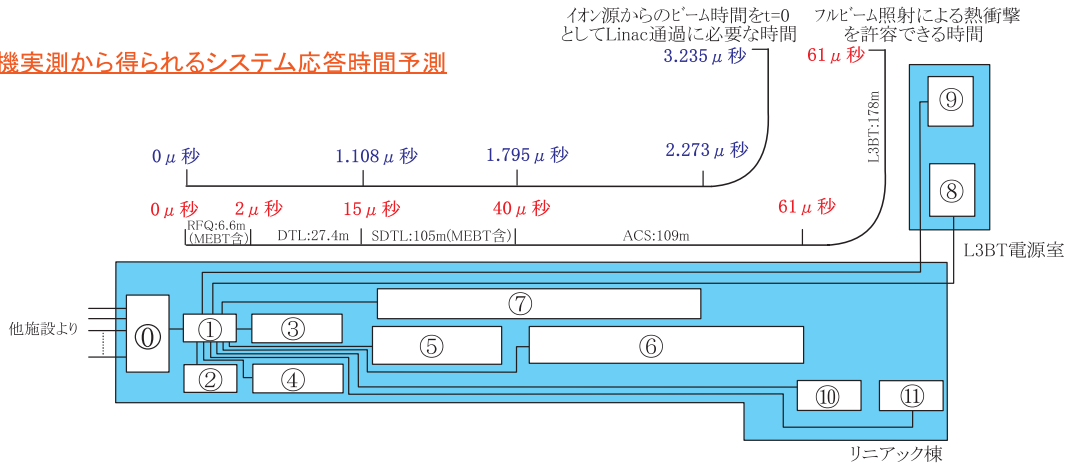 イオン源からのビーム時間をt=0
としてLinac通過に必要な時間
フルビーム照射による熱衝撃
を許容できる時間
機実測から得られるシステム応答時間予測
3.235μ秒
61μ秒
L3BT:178m
0μ秒
1.108μ秒
1.795μ秒
2.273μ秒
0μ秒
2μ秒
15μ秒
40μ秒
61μ秒
RFQ:6.6m
(MEBT含)
DTL:27.4m
SDTL:105m(MEBT含)
ACS:109m
⑨
⑧
L3BT電源室
他施設より
⓪
①
②
③
④
⑤
⑥
⑦
⑩
⑪
リニアック棟